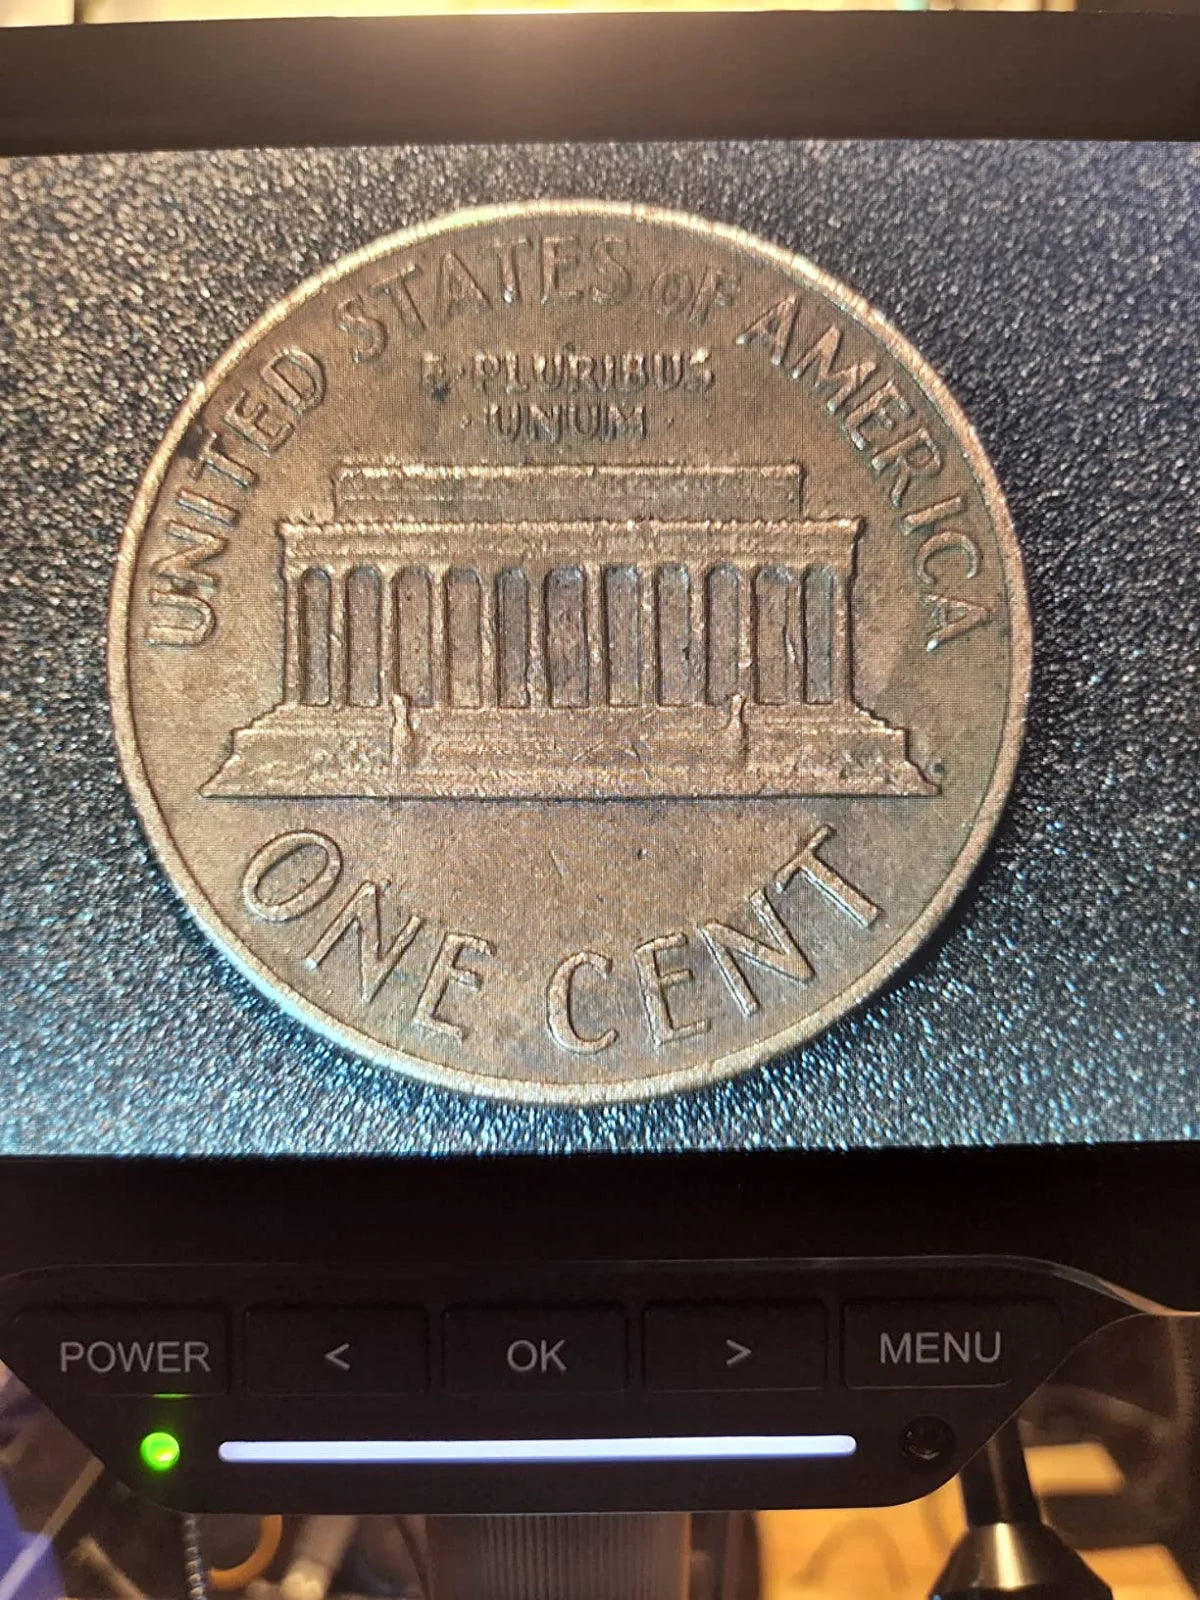 UNITED STATES OF AMERICA
E·PLURIBUS
·UNUM·
ONE CENT
POWER < OK > MENU